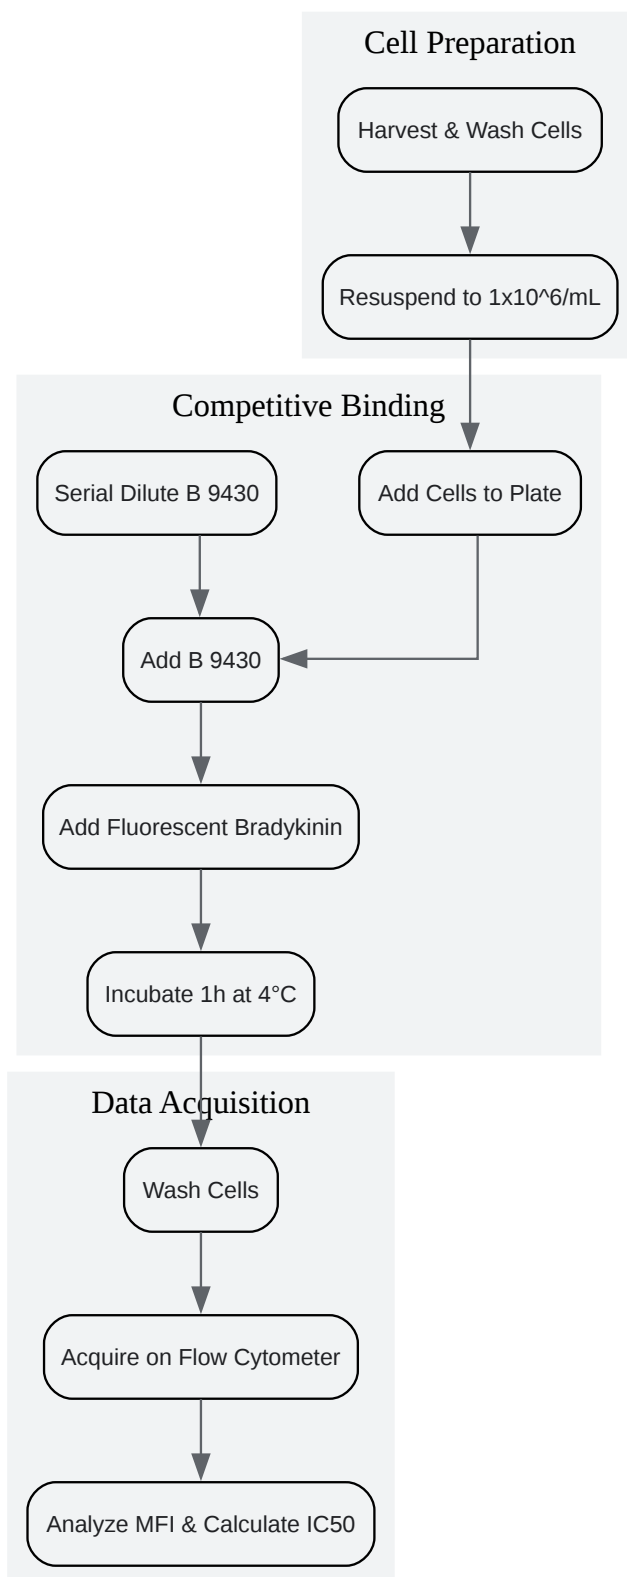 Cell Preparation
Harvest & Wash Cells
Resuspend to 1x10^6/mL
Competitive Binding
Serial Dilute B 9430
Add Cells to Plate
Add B 9430
Add Fluorescent Bradykinin
Incubate 1h at 4°C
Data Acquisition
Wash Cells
Acquire on Flow Cytometer
Analyze MFI & Calculate IC50